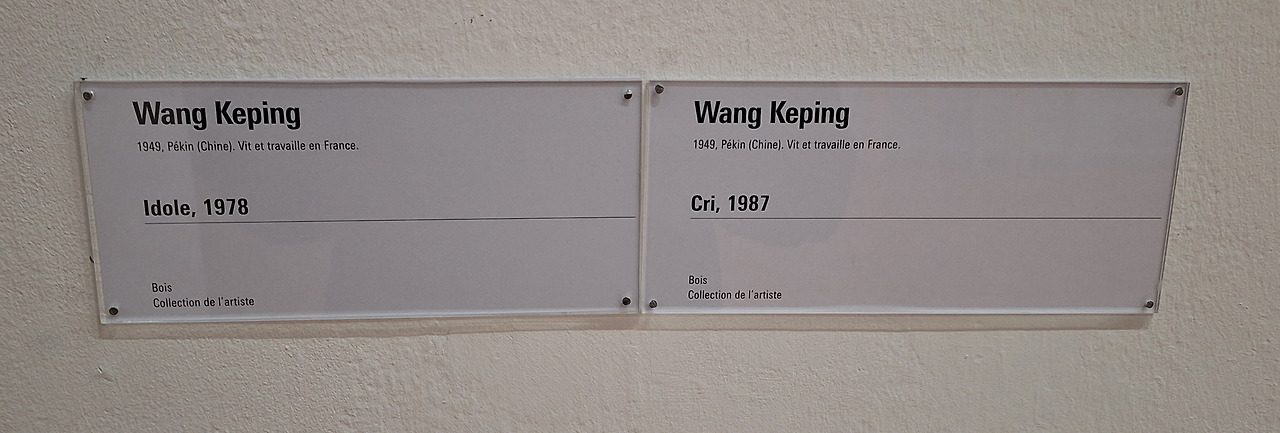 Wang Keping
1949, Pékin (Chine). Vit et travaille en France.
Idole, 1978
Bois
Collection de l'artiste
Wang Keping
1949, Pékin (Chine). Vit et travaille en France.
Cri, 1987
Bois
Collection de l'artiste